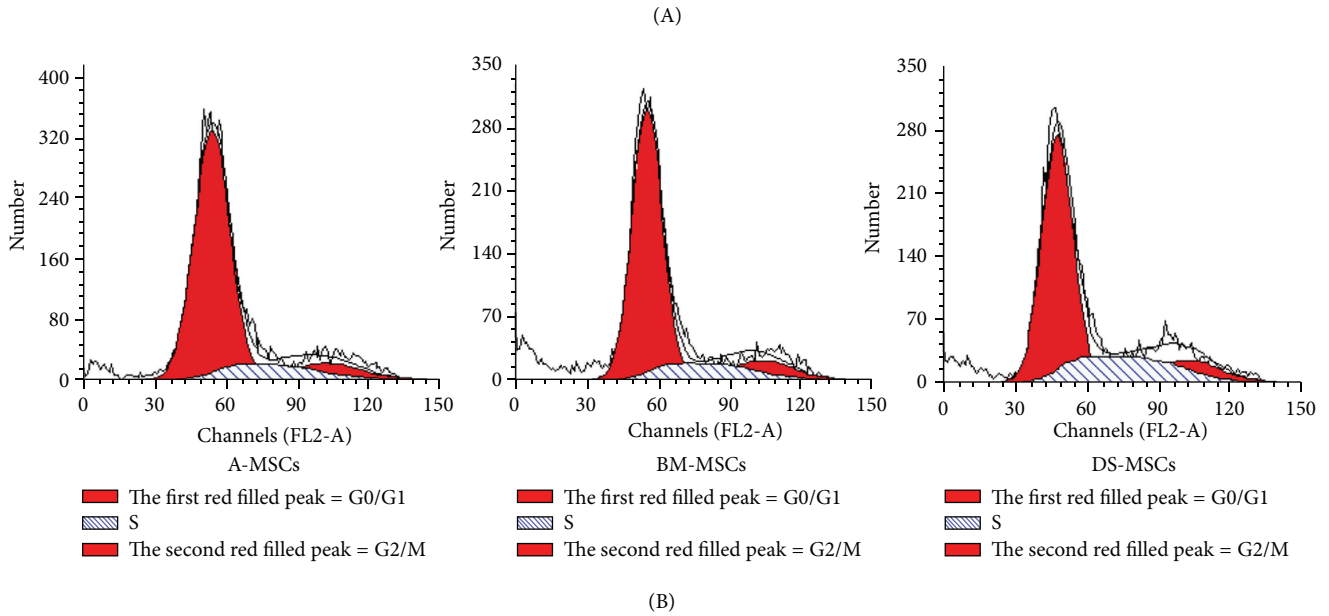 (A)
400
320
240
160
80
0
Number
0 30 60 90 120 150
Channels (FL2-A)
A-MSCs
The first red filled peak = G0/G1
S
The second red filled peak = G2/M
350
280
210
140
70
0
Number
0 30 60 90 120 150
Channels (FL2-A)
BM-MSCs
The first red filled peak = G0/G1
S
The second red filled peak = G2/M
350
280
210
140
70
0
Number
0 30 60 90 120 150
Channels (FL2-A)
DS-MSCs
The first red filled peak = G0/G1
S
The second red filled peak = G2/M
(B)